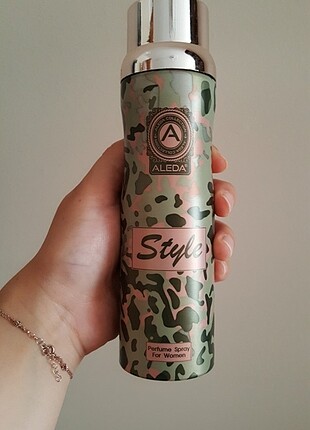 A
ALEDA
Style
Perfume Spray
For Women